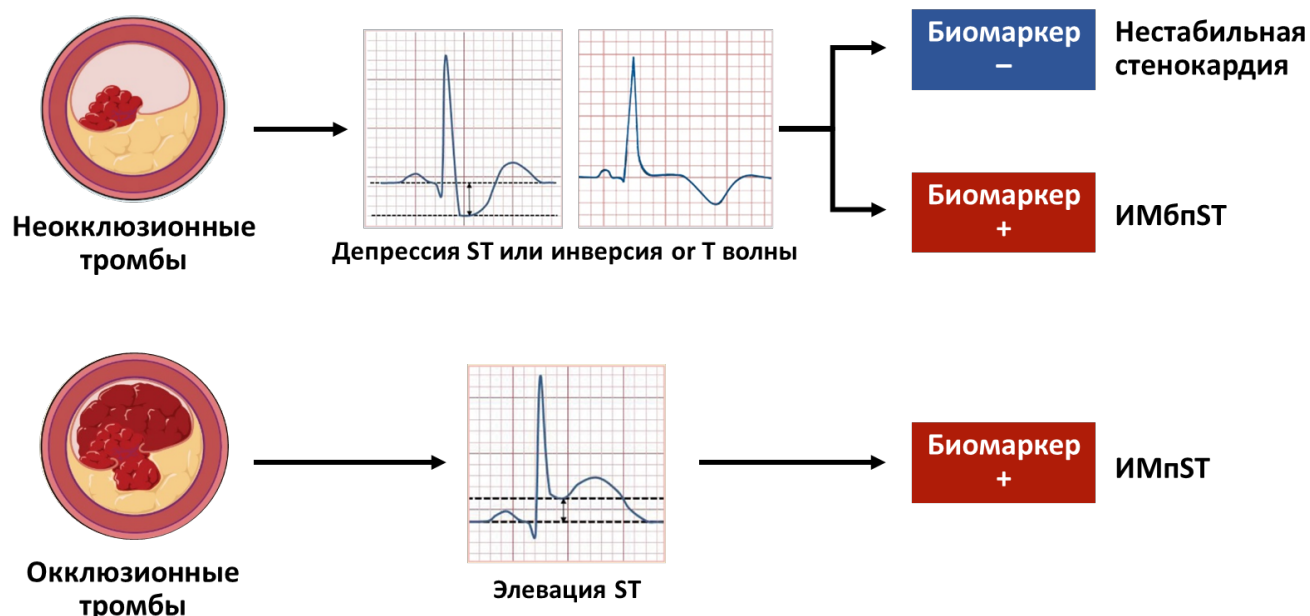 Неокклюзионные
тромбы
Депрессия ST или инверсия or T волны
Биомаркер
–
Нестабильная
стенокардия
Биомаркер
+
ИМбпST
Окклюзионные
тромбы
Элевация ST
Биомаркер
+
ИМпST